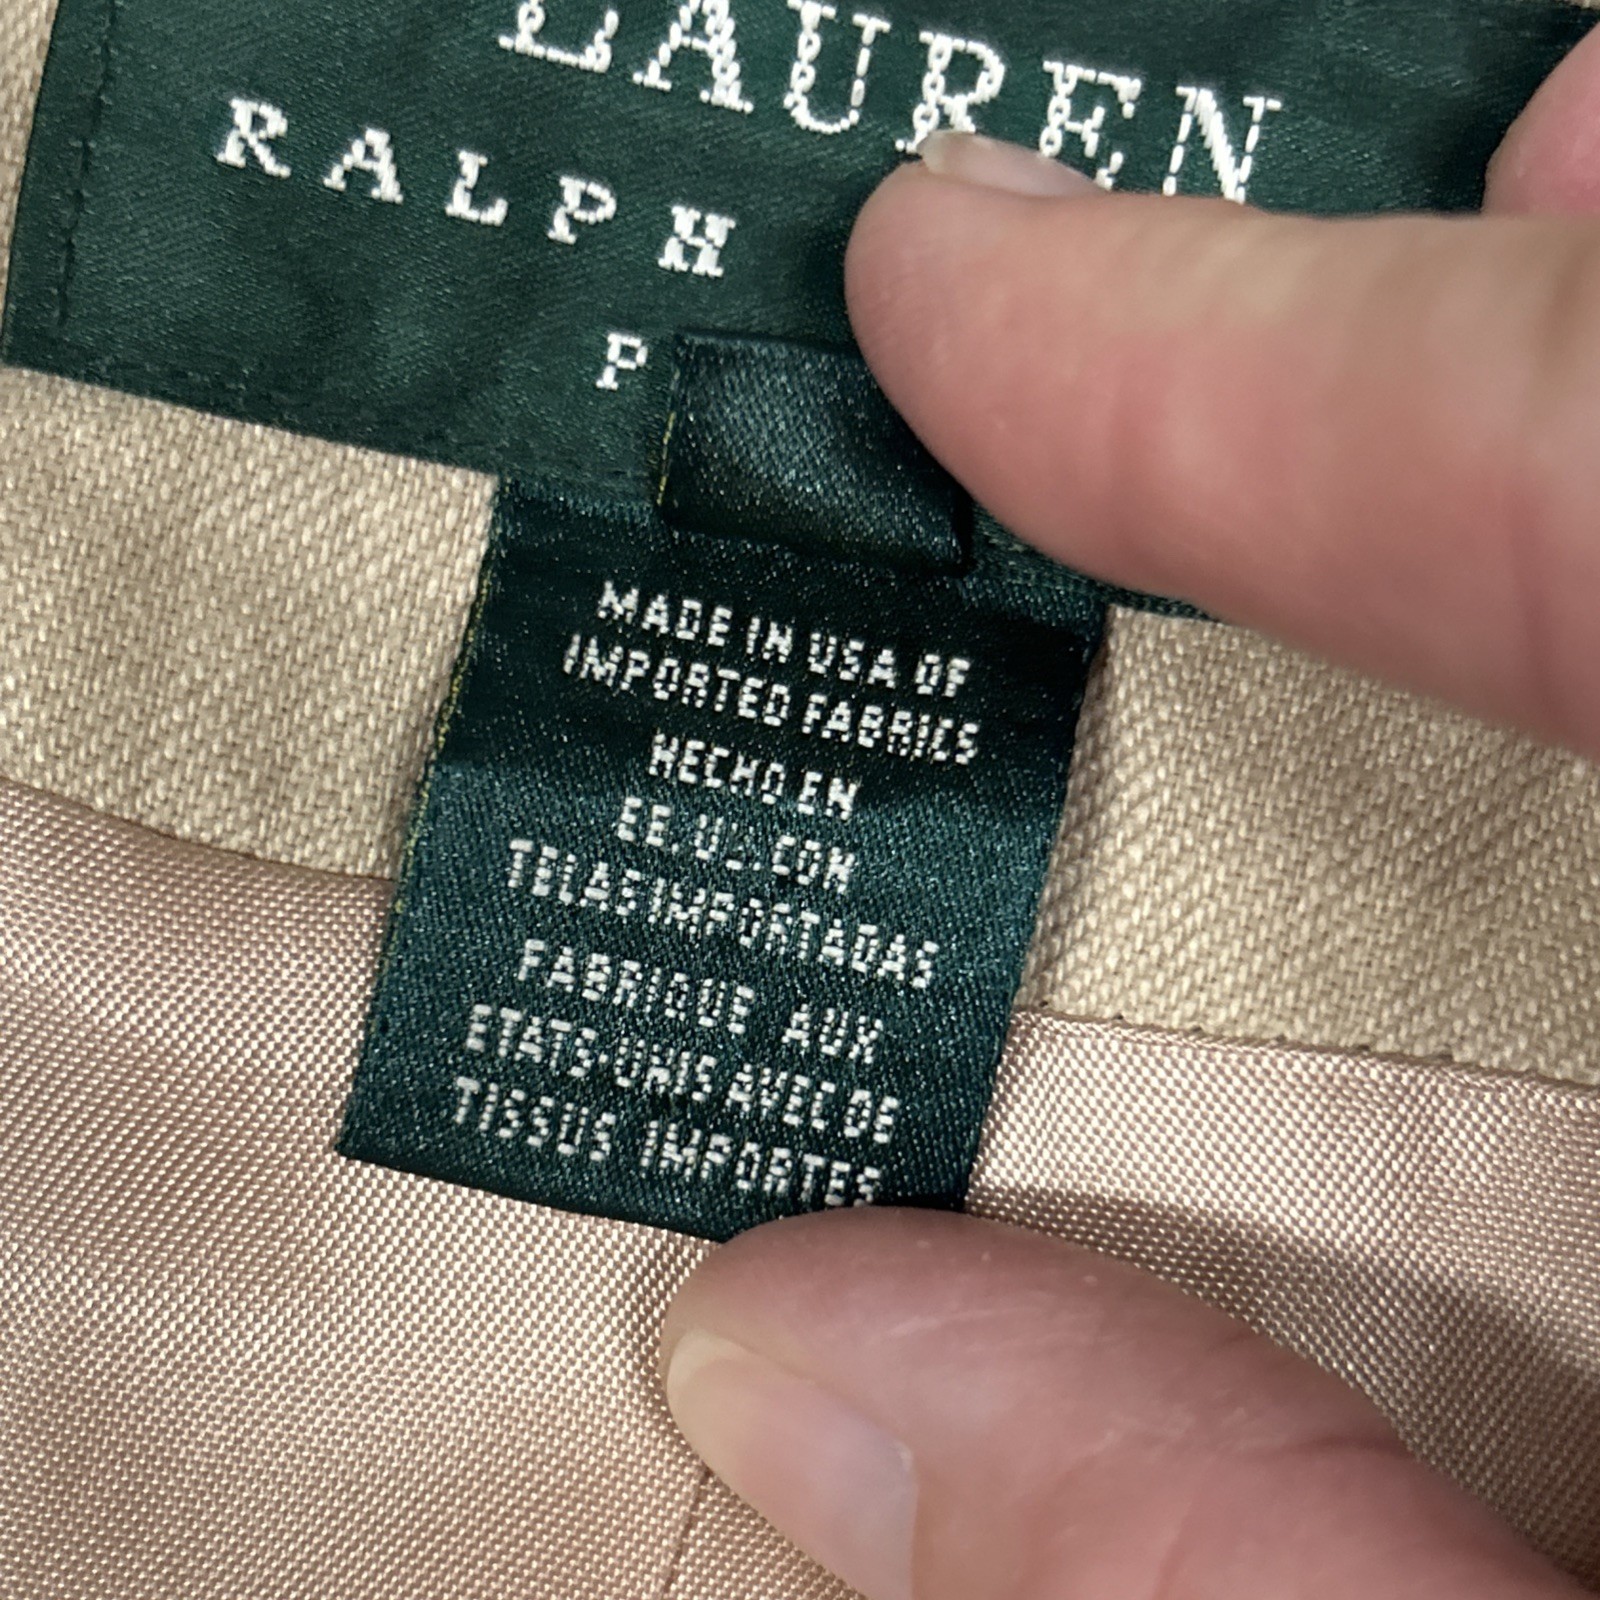 LAUREN
RALPH
P
MADE IN USA OF
IMPORTED FABRICS
HECHO EN
EE.UU.CON
TELAS IMPORTADAS
FABRIQUE AUX
ETATS-UNIS AVEC DE
TISSUS IMPORTES